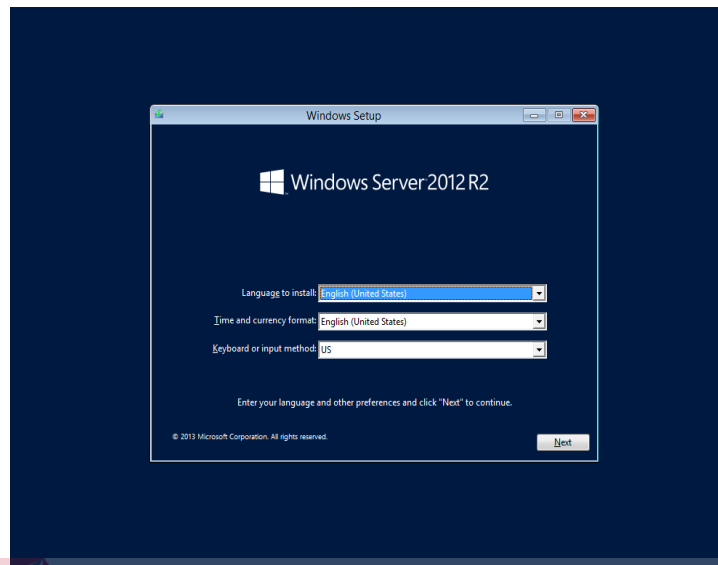 Windows Setup
Windows Server 2012 R2
Language to install: English (United States)
Time and currency format: English (United States)
Keyboard or input method: US
Enter your language and other preferences and click "Next" to continue.
© 2013 Microsoft Corporation. All rights reserved.
Next